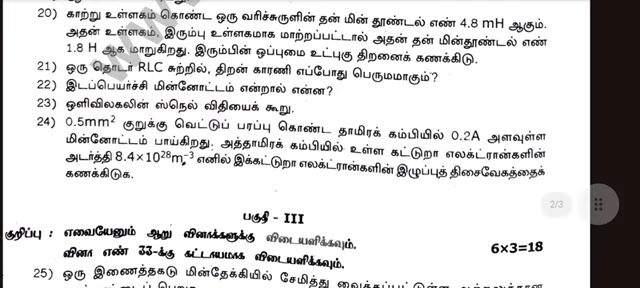 20) காற்று உள்ளகம் கொண்ட ஒரு வரிச்சுருளின் தன் மின் தூண்டல் எண் 4.8 mH ஆகும்.
அதன் உள்ளகம், இரும்பு உள்ளகமாக மாற்றப்பட்டால் அதன் தன் மின்தூண்டல் எண்
1.8 H ஆக மாறுகிறது. இரும்பின் ஒப்புமை உட்புகு திறனைக் கணக்கிடு.
21) ஒரு தொடர் RLC சுற்றில், திறன் காரணி எப்போது பெருமமாகும்?
22) இடப்பெயர்ச்சி மின்னோட்டம் என்றால் என்ன?
23) ஒளிவிலகலின் ஸ்நெல் விதியைக் கூறு.
24) 0.5mm² குறுக்கு வெட்டுப் பரப்பு கொண்ட தாமிரக் கம்பியில் 0.2A அளவுள்ள
மின்னோட்டம் பாய்கிறது. அத்தாமிரக் கம்பியில் உள்ள கட்டுறா எலக்ட்ரான்களின்
அடர்த்தி 8.4×10²⁸m⁻³ எனில் இக்கட்டுறா எலக்ட்ரான்களின் இழுப்புத் திசைவேகத்தைக்
கணக்கிடுக.
2/3
பகுதி - III
குறிப்பு : எவையேனும் ஆறு வினாக்களுக்கு விடையளிக்கவும்.
வினா எண் 33-க்கு கட்டாயமாக விடையளிக்கவும்.
6×3=18
25) ஒரு இணைத்தகடு மின்தேக்கியில் சேமித்து